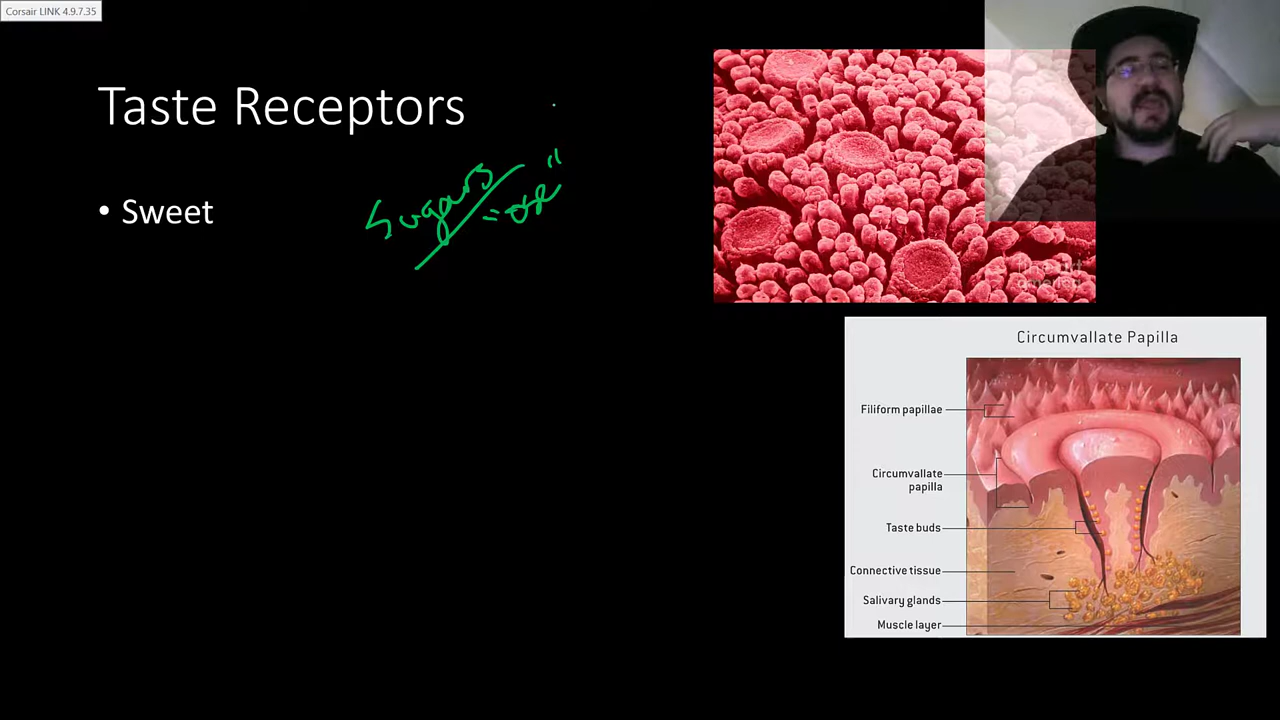 Corsair LINK 4.9.7.35
Taste Receptors
• Sweet
Sugars
"-ose"
Circumvallate Papilla
Filiform papillae
Circumvallate
papilla
Taste buds
Connective tissue
Salivary glands
Muscle layer